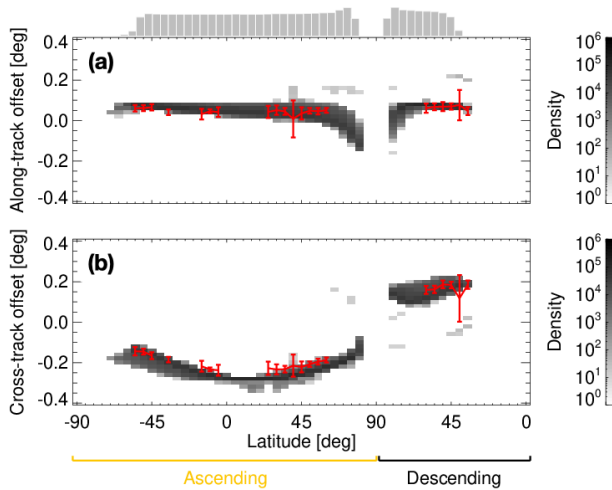 0.4
0.2
0.0
-0.2
-0.4
Along-track offset [deg]
(a)
10^6
10^5
10^4
10^3
10^2
10^1
10^0
Density
0.4
0.2
0.0
-0.2
-0.4
Cross-track offset [deg]
(b)
10^6
10^5
10^4
10^3
10^2
10^1
10^0
Density
-90 -45 0 45 90 45 0
Latitude [deg]
Ascending Descending